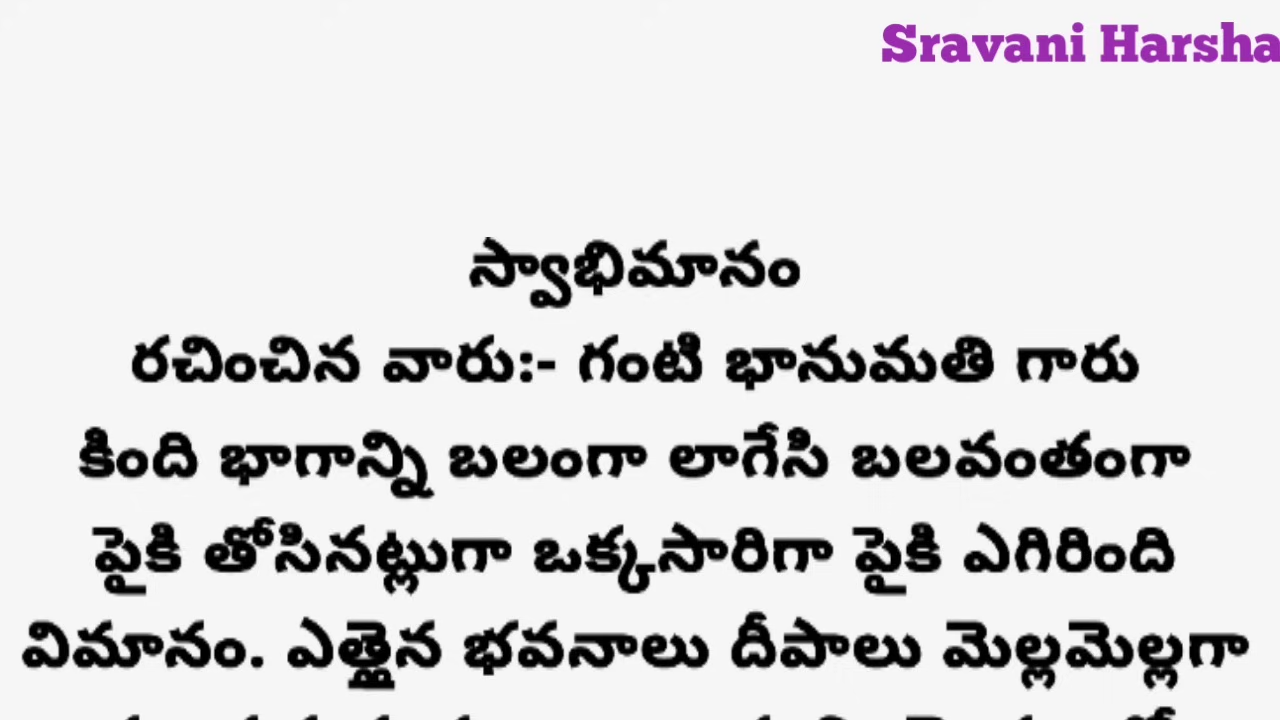 Sravani Harsha
స్వాభిమానం
రచించిన వారు:- గంటి భానుమతి గారు
కింది భాగాన్ని బలంగా లాగేసి బలవంతంగా
పైకి తోసినట్లుగా ఒక్కసారిగా పైకి ఎగిరింది
విమానం. ఎత్తైన భవనాలు దీపాలు మెల్లమెల్లగా